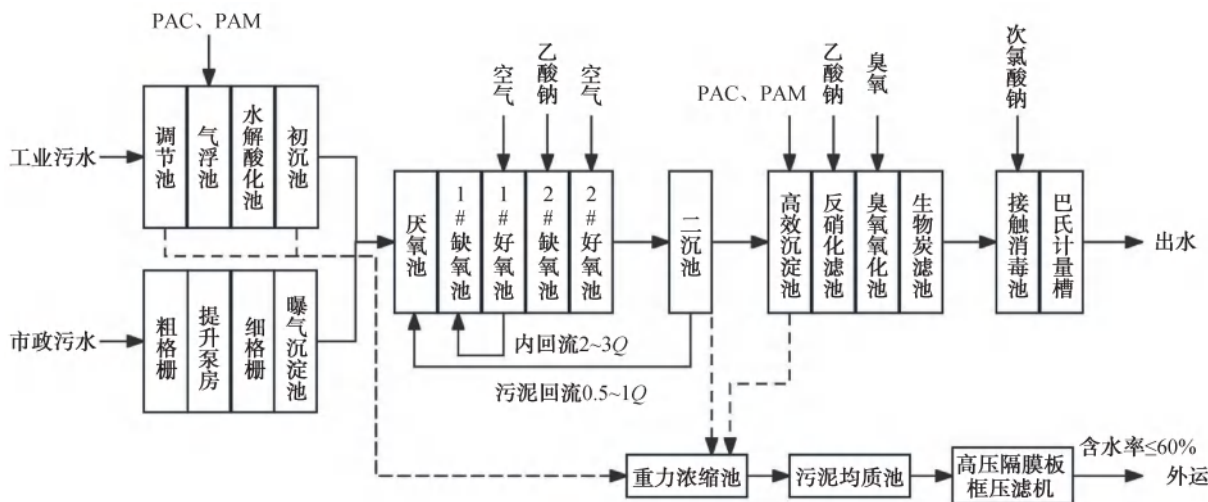 PAC、PAM
工业污水
调节池
气浮池
水解酸化池
初沉池
市政污水
粗格栅
提升泵房
细格栅
曝气沉淀池
空气
乙酸钠
空气
厌氧池
1#缺氧池
1#好氧池
2#缺氧池
2#好氧池
内回流2~3Q
污泥回流0.5~1Q
二沉池
PAC、PAM
乙酸钠
臭氧
高效沉淀池
反硝化滤池
臭氧氧化池
生物炭滤池
次氯酸钠
接触消毒池
巴氏计量槽
出水
重力浓缩池
污泥均质池
高压隔膜板
框压滤机
含水率≤60%
外运